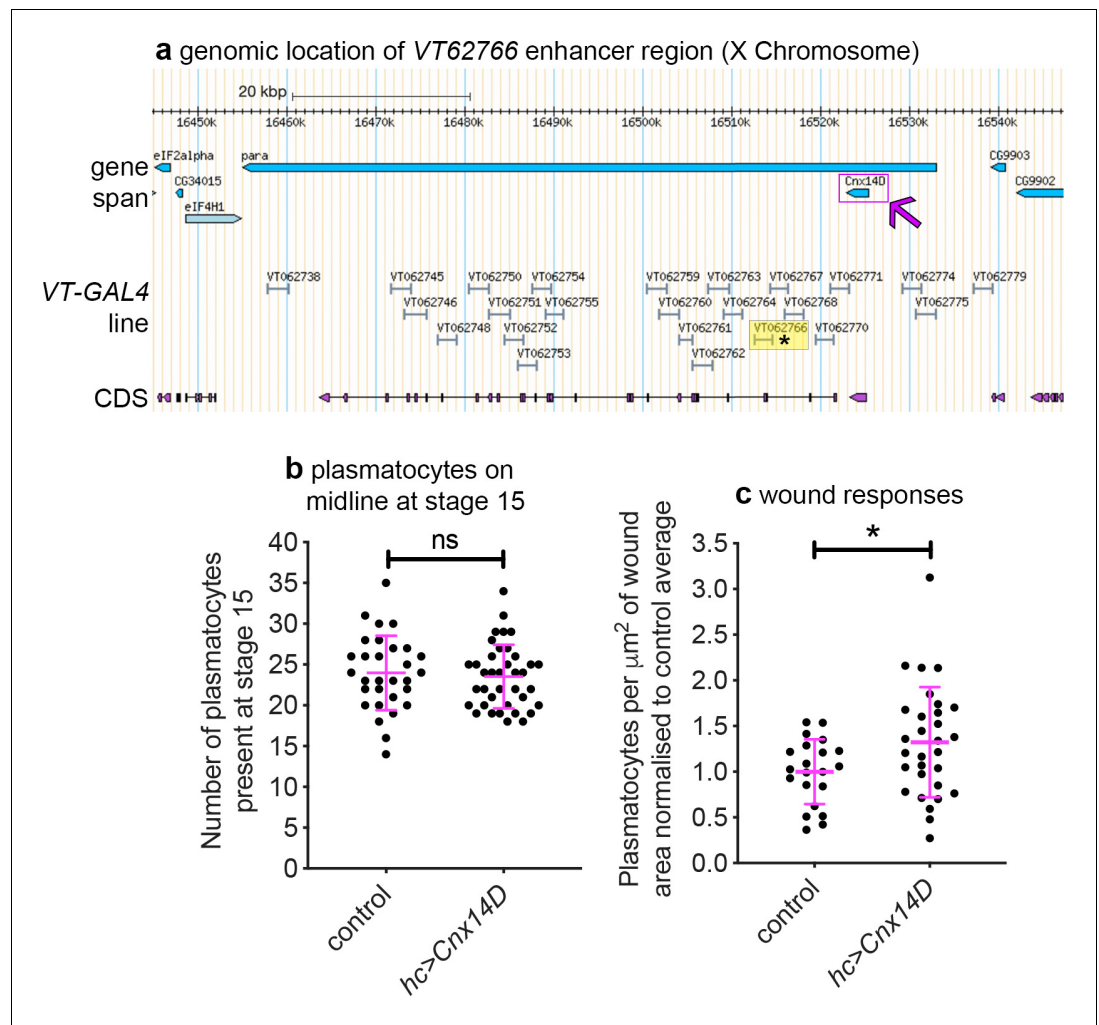 a genomic location of VT62766 enhancer region (X Chromosome)
20 kbp
16450k 16460k 16470k 16480k 16490k 16500k 16510k 16520k 16530k 16540k
gene
span
eIF2alpha para CG9903
CG34015 Cnx14D CG9902
eIF4H1
VT-GAL4
line
VT062738 VT062745 VT062750 VT062754 VT062759 VT062763 VT062767 VT062771 VT062774 VT062779
VT062746 VT062751 VT062755 VT062760 VT062764 VT062768 VT062775
VT062748 VT062752 VT062761 VT062766 VT062770
*
VT062753 VT062762
CDS
b plasmatocytes on
midline at stage 15
Number of plasmatocytes
present at stage 15
40
35
30
25
20
15
10
5
0
ns
control
hc>Cnx14D
c wound responses
Plasmatocytes per μm2 of wound
area normalised to control average
3.5
3.0
2.5
2.0
1.5
1.0
0.5
0.0
*
control
hc>Cnx14D